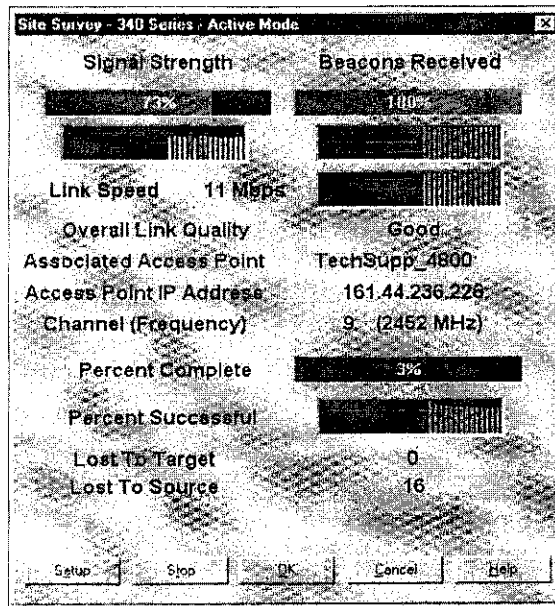 Site Survey - 340 Series - Active Mode
Signal Strength Beacons Received
73% 100%
Link Speed 11 Mbps
Overall Link Quality Good
Associated Access Point TechSupp_4800
Access Point IP Address 161.44.236.226
Channel (Frequency) 9 (2452 MHz)
Percent Complete 3%
Percent Successful
Lost To Target 0
Lost To Source 16
Setup Stop OK Cancel Help